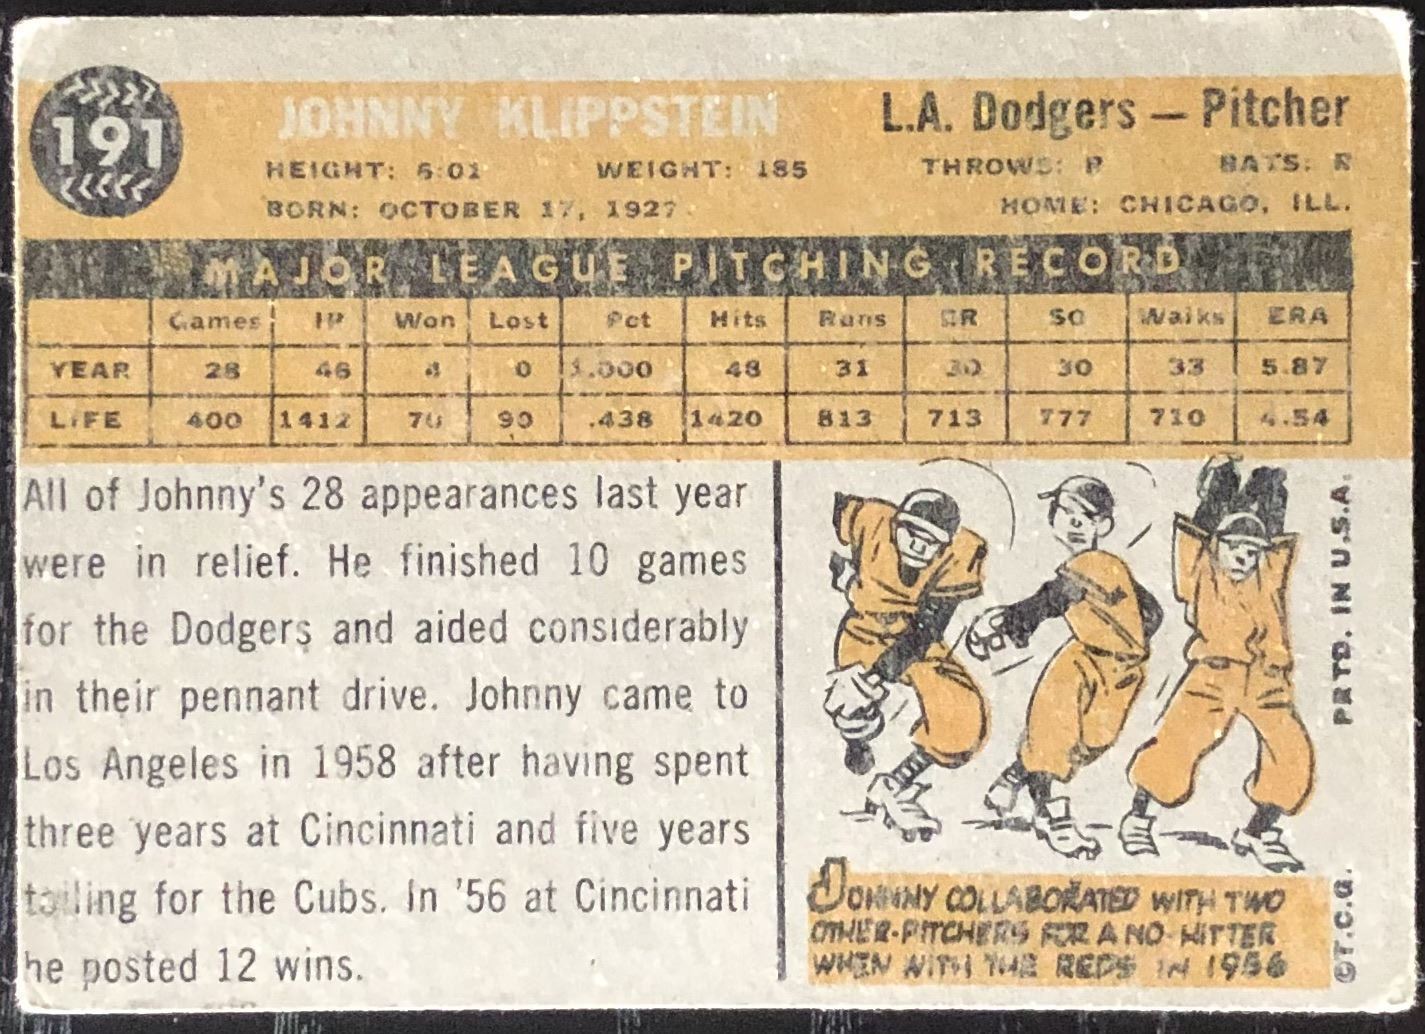 191
JOHNNY KLIPPSTEIN
L.A. Dodgers — Pitcher
HEIGHT: 6:01 WEIGHT: 185 THROWS: R BATS: R
BORN: OCTOBER 17, 1927 HOME: CHICAGO, ILL.
MAJOR LEAGUE PITCHING RECORD
Games IP Won Lost Pct Hits Runs ER SO Walks ERA
YEAR 28 46 4 0 1.000 48 31 30 30 33 5.87
LIFE 400 1412 70 90 .438 1420 813 713 777 710 4.54
All of Johnny's 28 appearances last year
were in relief. He finished 10 games
for the Dodgers and aided considerably
in their pennant drive. Johnny came to
Los Angeles in 1958 after having spent
three years at Cincinnati and five years
toiling for the Cubs. In '56 at Cincinnati
he posted 12 wins.
JOHNNY COLLABORATED WITH TWO
OTHER PITCHERS FOR A NO-HITTER
WHEN WITH THE REDS IN 1956
©T.C.G. PRTD. IN U.S.A.